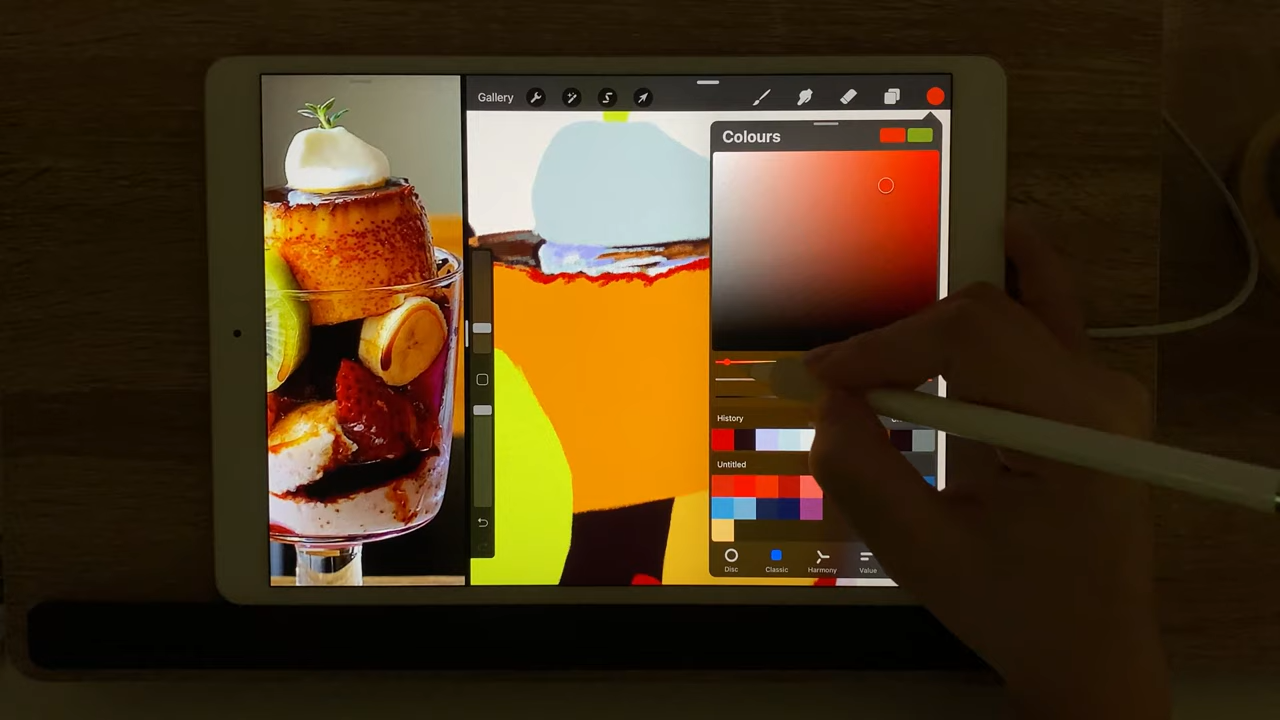 Gallery
Colours
History
Untitled
Disc
Classic
Harmony
Value